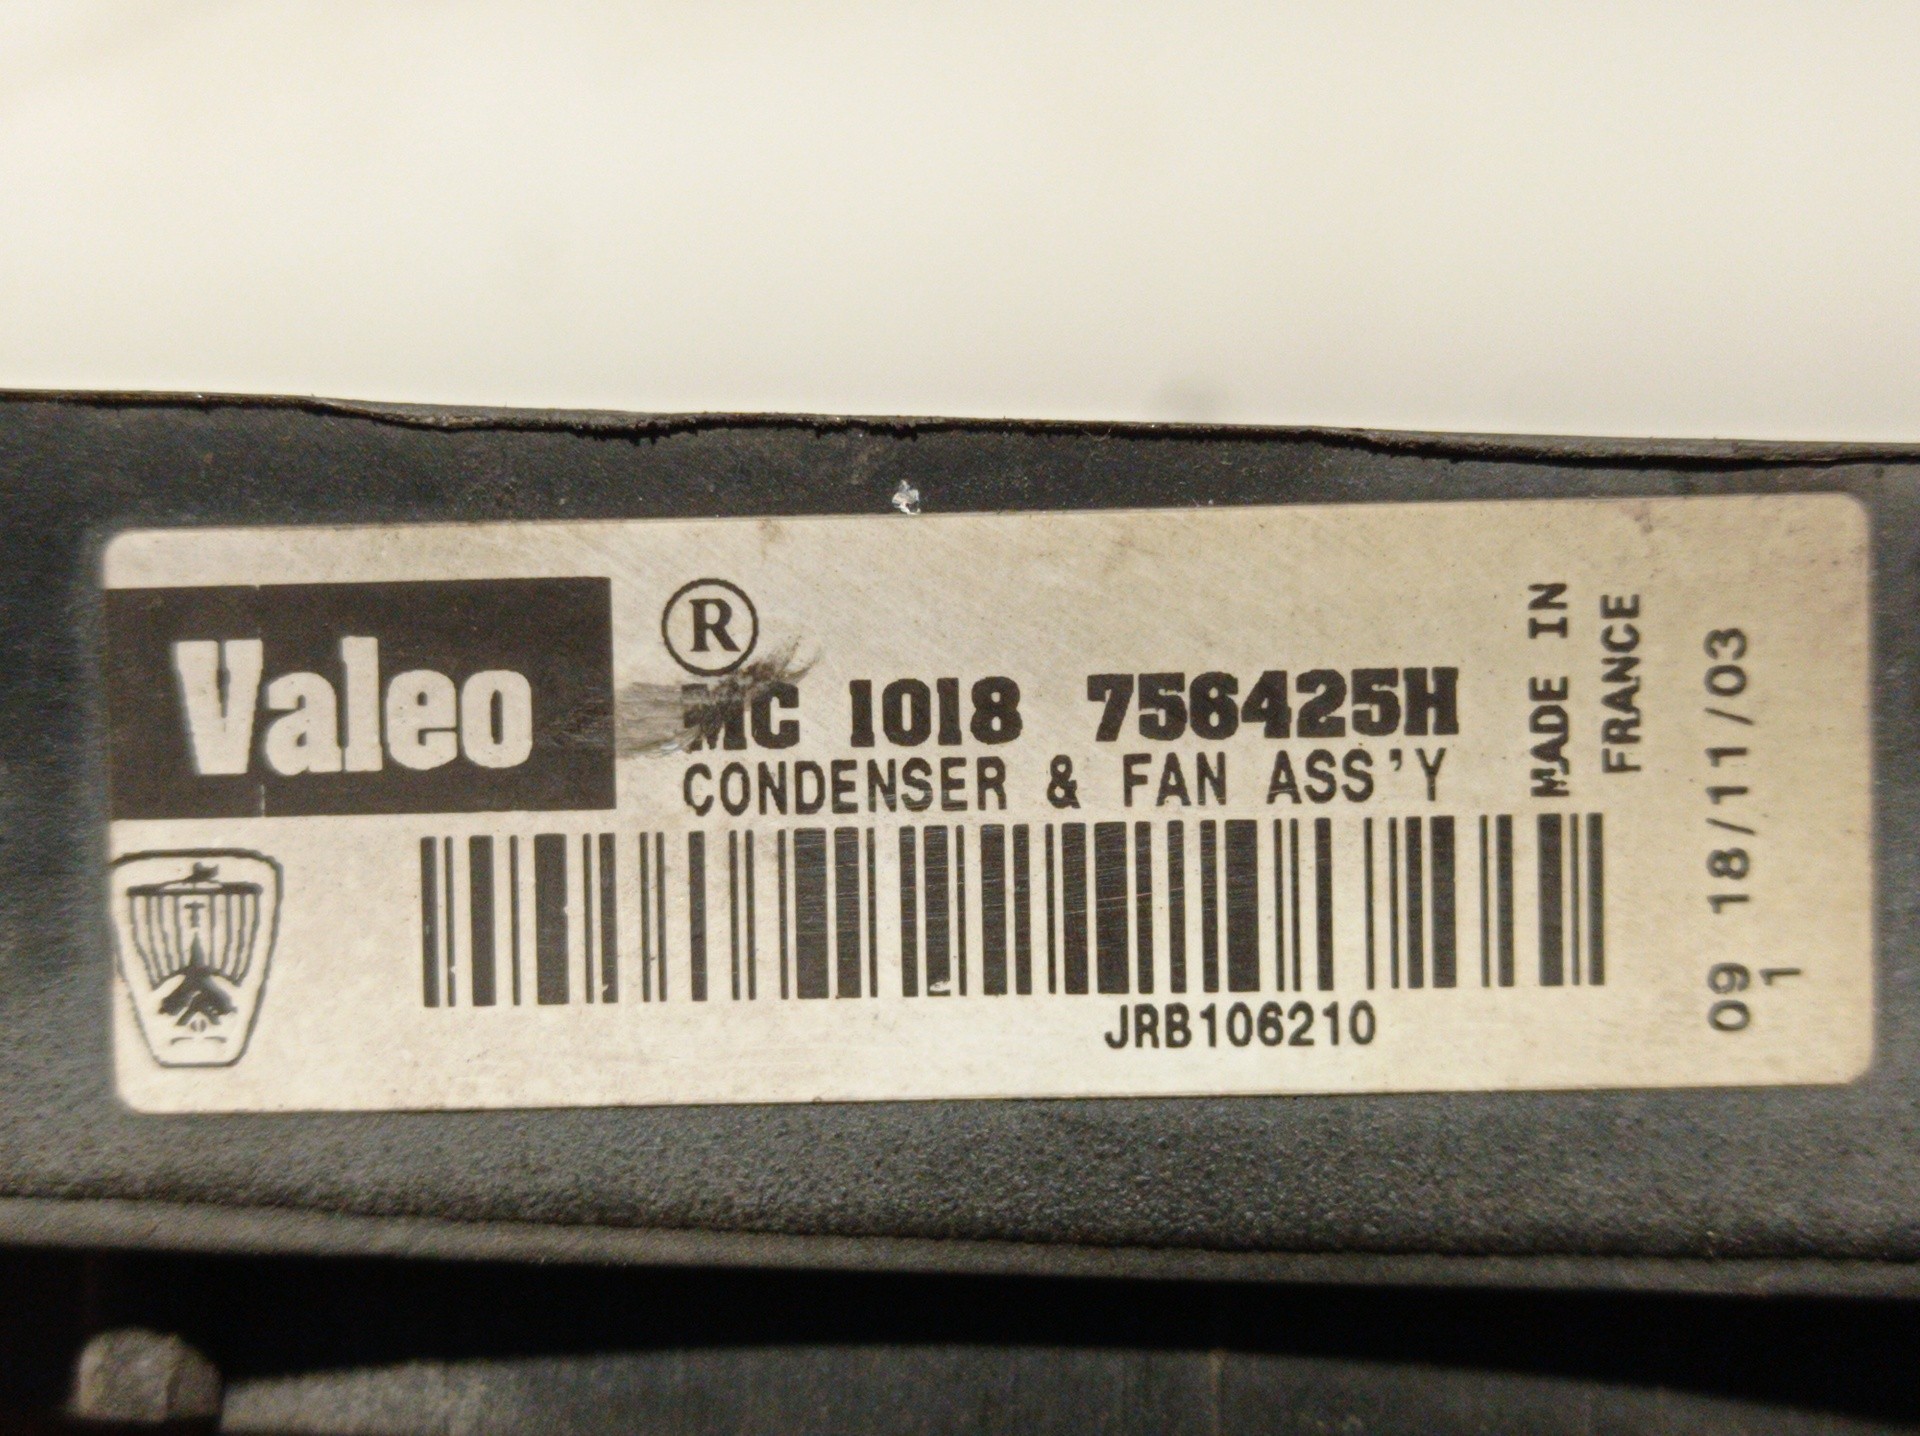 Valeo ®
MC 1018 756425H
CONDENSER & FAN ASS'Y
JRB106210
MADE IN
FRANCE
09 18/11/03
1